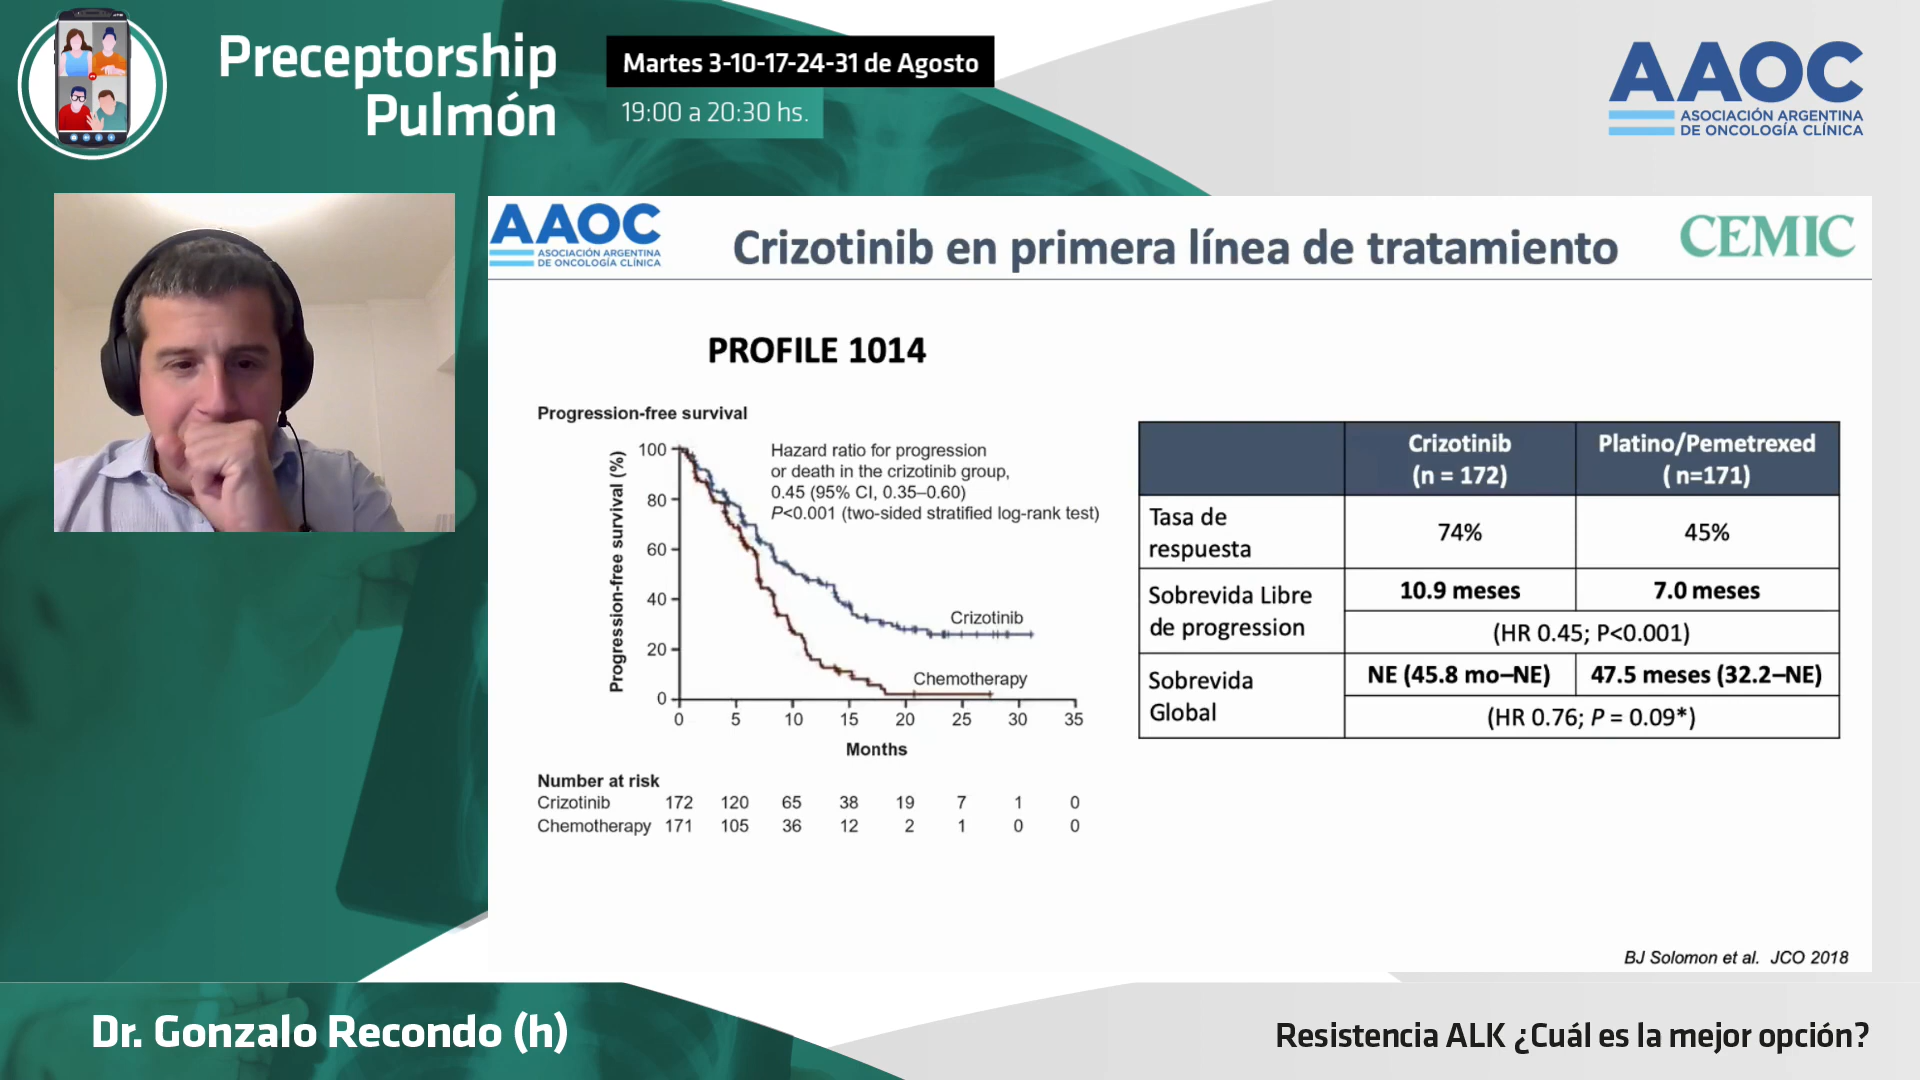 Preceptorship
Pulmón
Martes 3-10-17-24-31 de Agosto
19:00 a 20:30 hs.
AAOC
ASOCIACIÓN ARGENTINA
DE ONCOLOGÍA CLÍNICA
AAOC
ASOCIACIÓN ARGENTINA
DE ONCOLOGÍA CLÍNICA
Crizotinib en primera línea de tratamiento
CEMIC
PROFILE 1014
Progression-free survival
Progression-free survival (%)
100
80
60
40
20
0
Hazard ratio for progression
or death in the crizotinib group,
0.45 (95% CI, 0.35–0.60)
P<0.001 (two-sided stratified log-rank test)
Crizotinib
Chemotherapy
0 5 10 15 20 25 30 35
Months
Number at risk
Crizotinib 172 120 65 38 19 7 1 0
Chemotherapy 171 105 36 12 2 1 0 0
Crizotinib Platino/Pemetrexed
(n = 172) ( n=171)
Tasa de
respuesta 74% 45%
Sobrevida Libre
de progression 10.9 meses 7.0 meses
(HR 0.45; P<0.001)
Sobrevida
Global NE (45.8 mo–NE) 47.5 meses (32.2–NE)
(HR 0.76; P = 0.09*)
BJ Solomon et al. JCO 2018
Dr. Gonzalo Recondo (h)
Resistencia ALK ¿Cuál es la mejor opción?